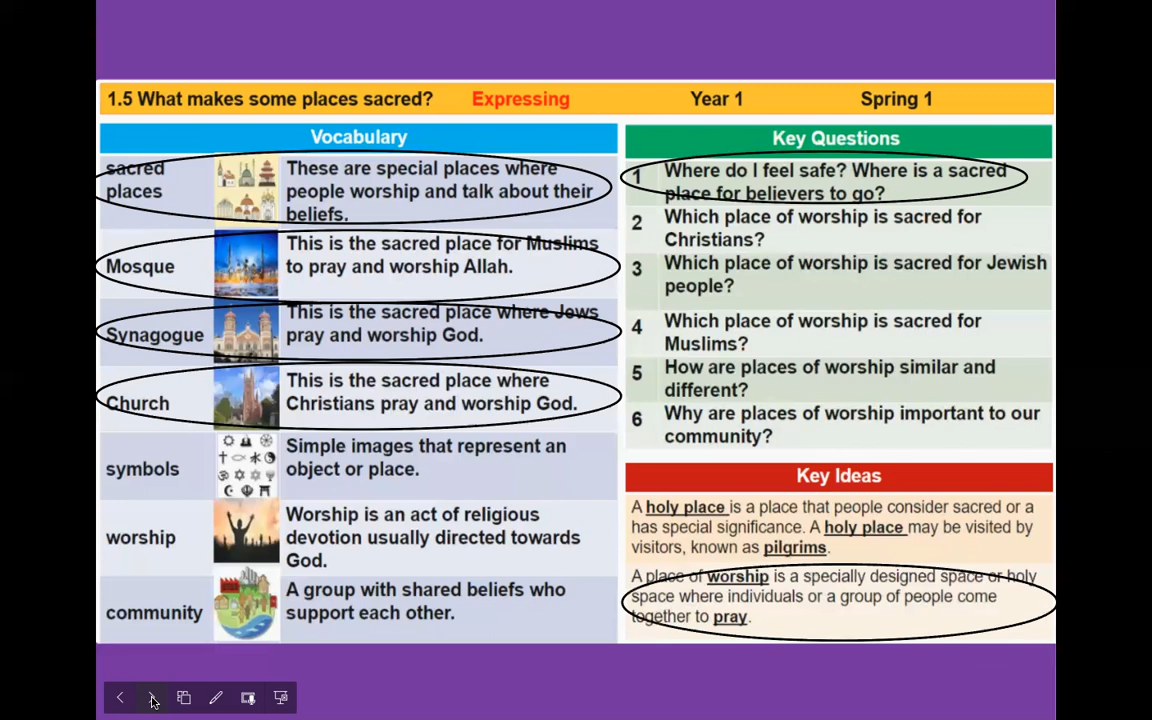 1.5 What makes some places sacred? Expressing Year 1 Spring 1
Vocabulary
sacred
places
These are special places where
people worship and talk about their
beliefs.
Mosque
This is the sacred place for Muslims
to pray and worship Allah.
Synagogue
This is the sacred place where Jews
pray and worship God.
Church
This is the sacred place where
Christians pray and worship God.
symbols
Simple images that represent an
object or place.
worship
Worship is an act of religious
devotion usually directed towards
God.
community
A group with shared beliefs who
support each other.
Key Questions
1 Where do I feel safe? Where is a sacred
place for believers to go?
2 Which place of worship is sacred for
Christians?
3 Which place of worship is sacred for Jewish
people?
4 Which place of worship is sacred for
Muslims?
5 How are places of worship similar and
different?
6 Why are places of worship important to our
community?
Key Ideas
A holy place is a place that people consider sacred or a
has special significance. A holy place may be visited by
visitors, known as pilgrims.
A place of worship is a specially designed space or holy
space where individuals or a group of people come
together to pray.